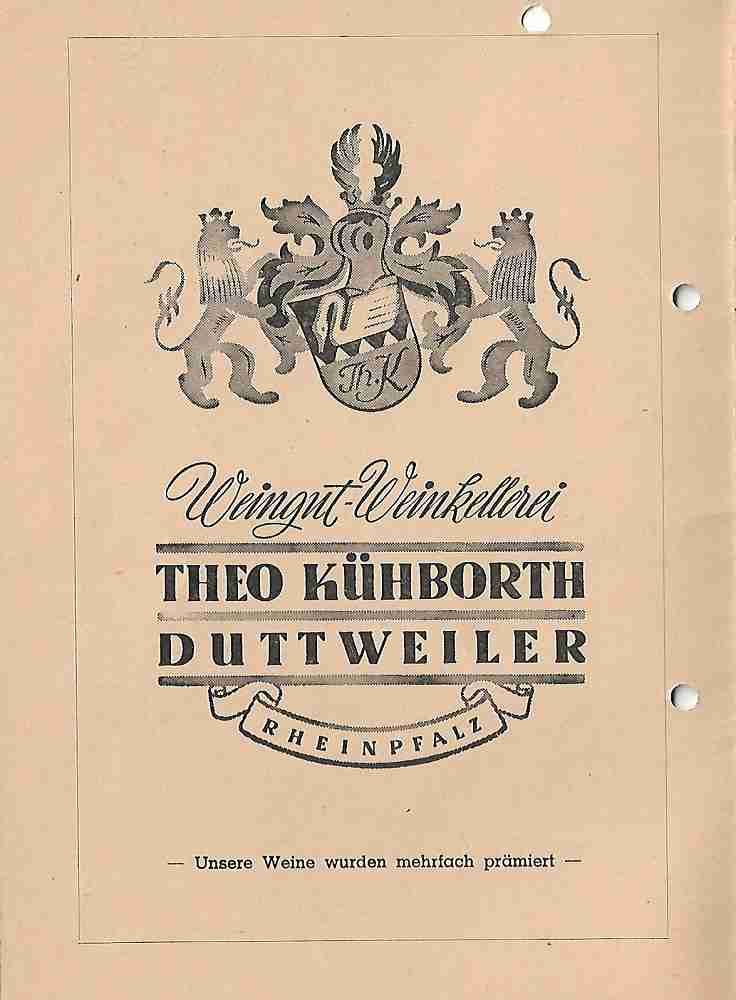 Th.K
Weingut-Weinkellerei
THEO KÜHBORTH
DUTTWEILER
RHEINPFALZ
— Unsere Weine wurden mehrfach prämiert —